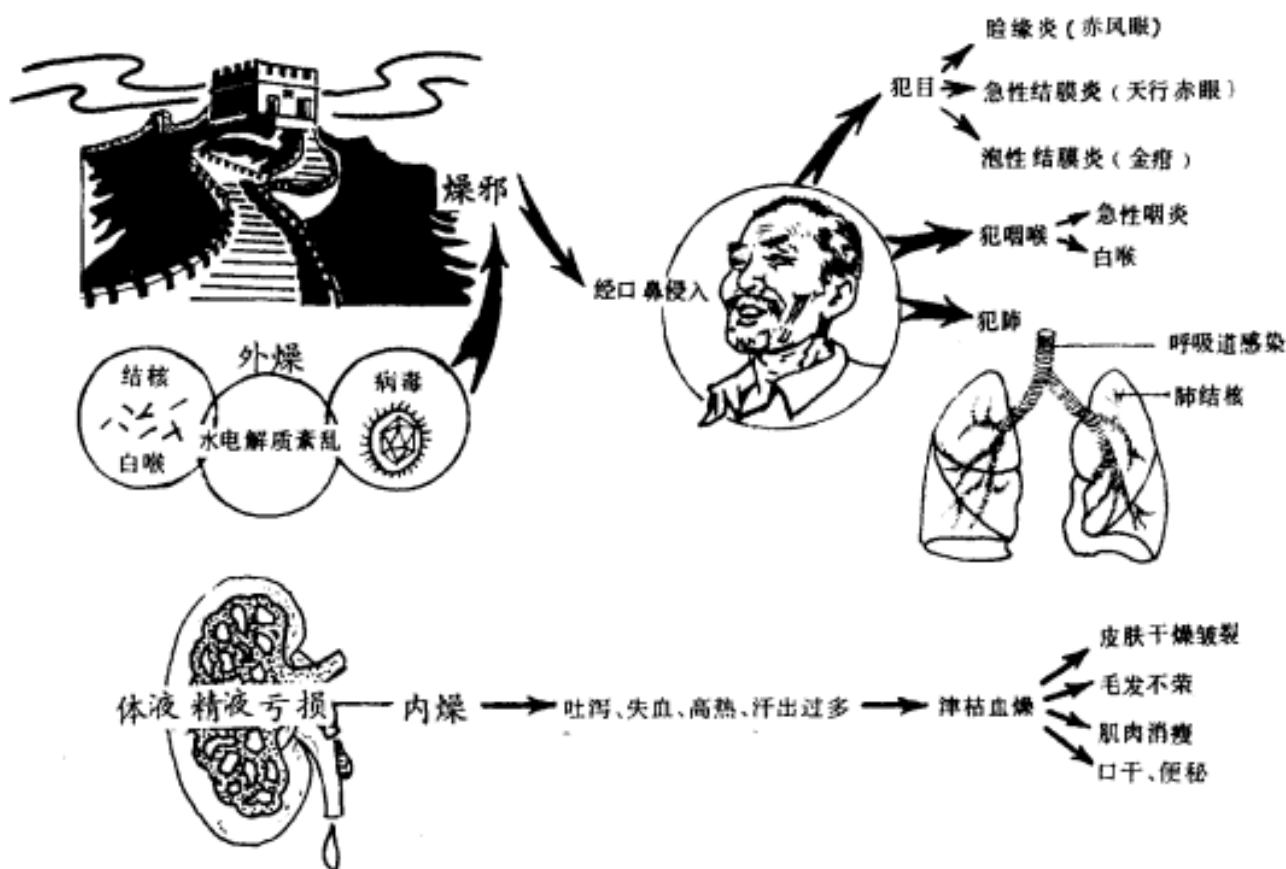 睑缘炎(赤风眼)
犯目
急性结膜炎(天行赤眼)
泡性结膜炎(金疳)
燥邪
急性咽炎
犯咽喉
白喉
经口鼻侵入
犯肺
呼吸道感染
肺结核
外燥
结核
病毒
水电解质紊乱
白喉
皮肤干燥皱裂
毛发不荣
体液 精液亏损
内燥
吐泻、失血、高热、汗出过多
津枯血燥
肌肉消瘦
口干、便秘